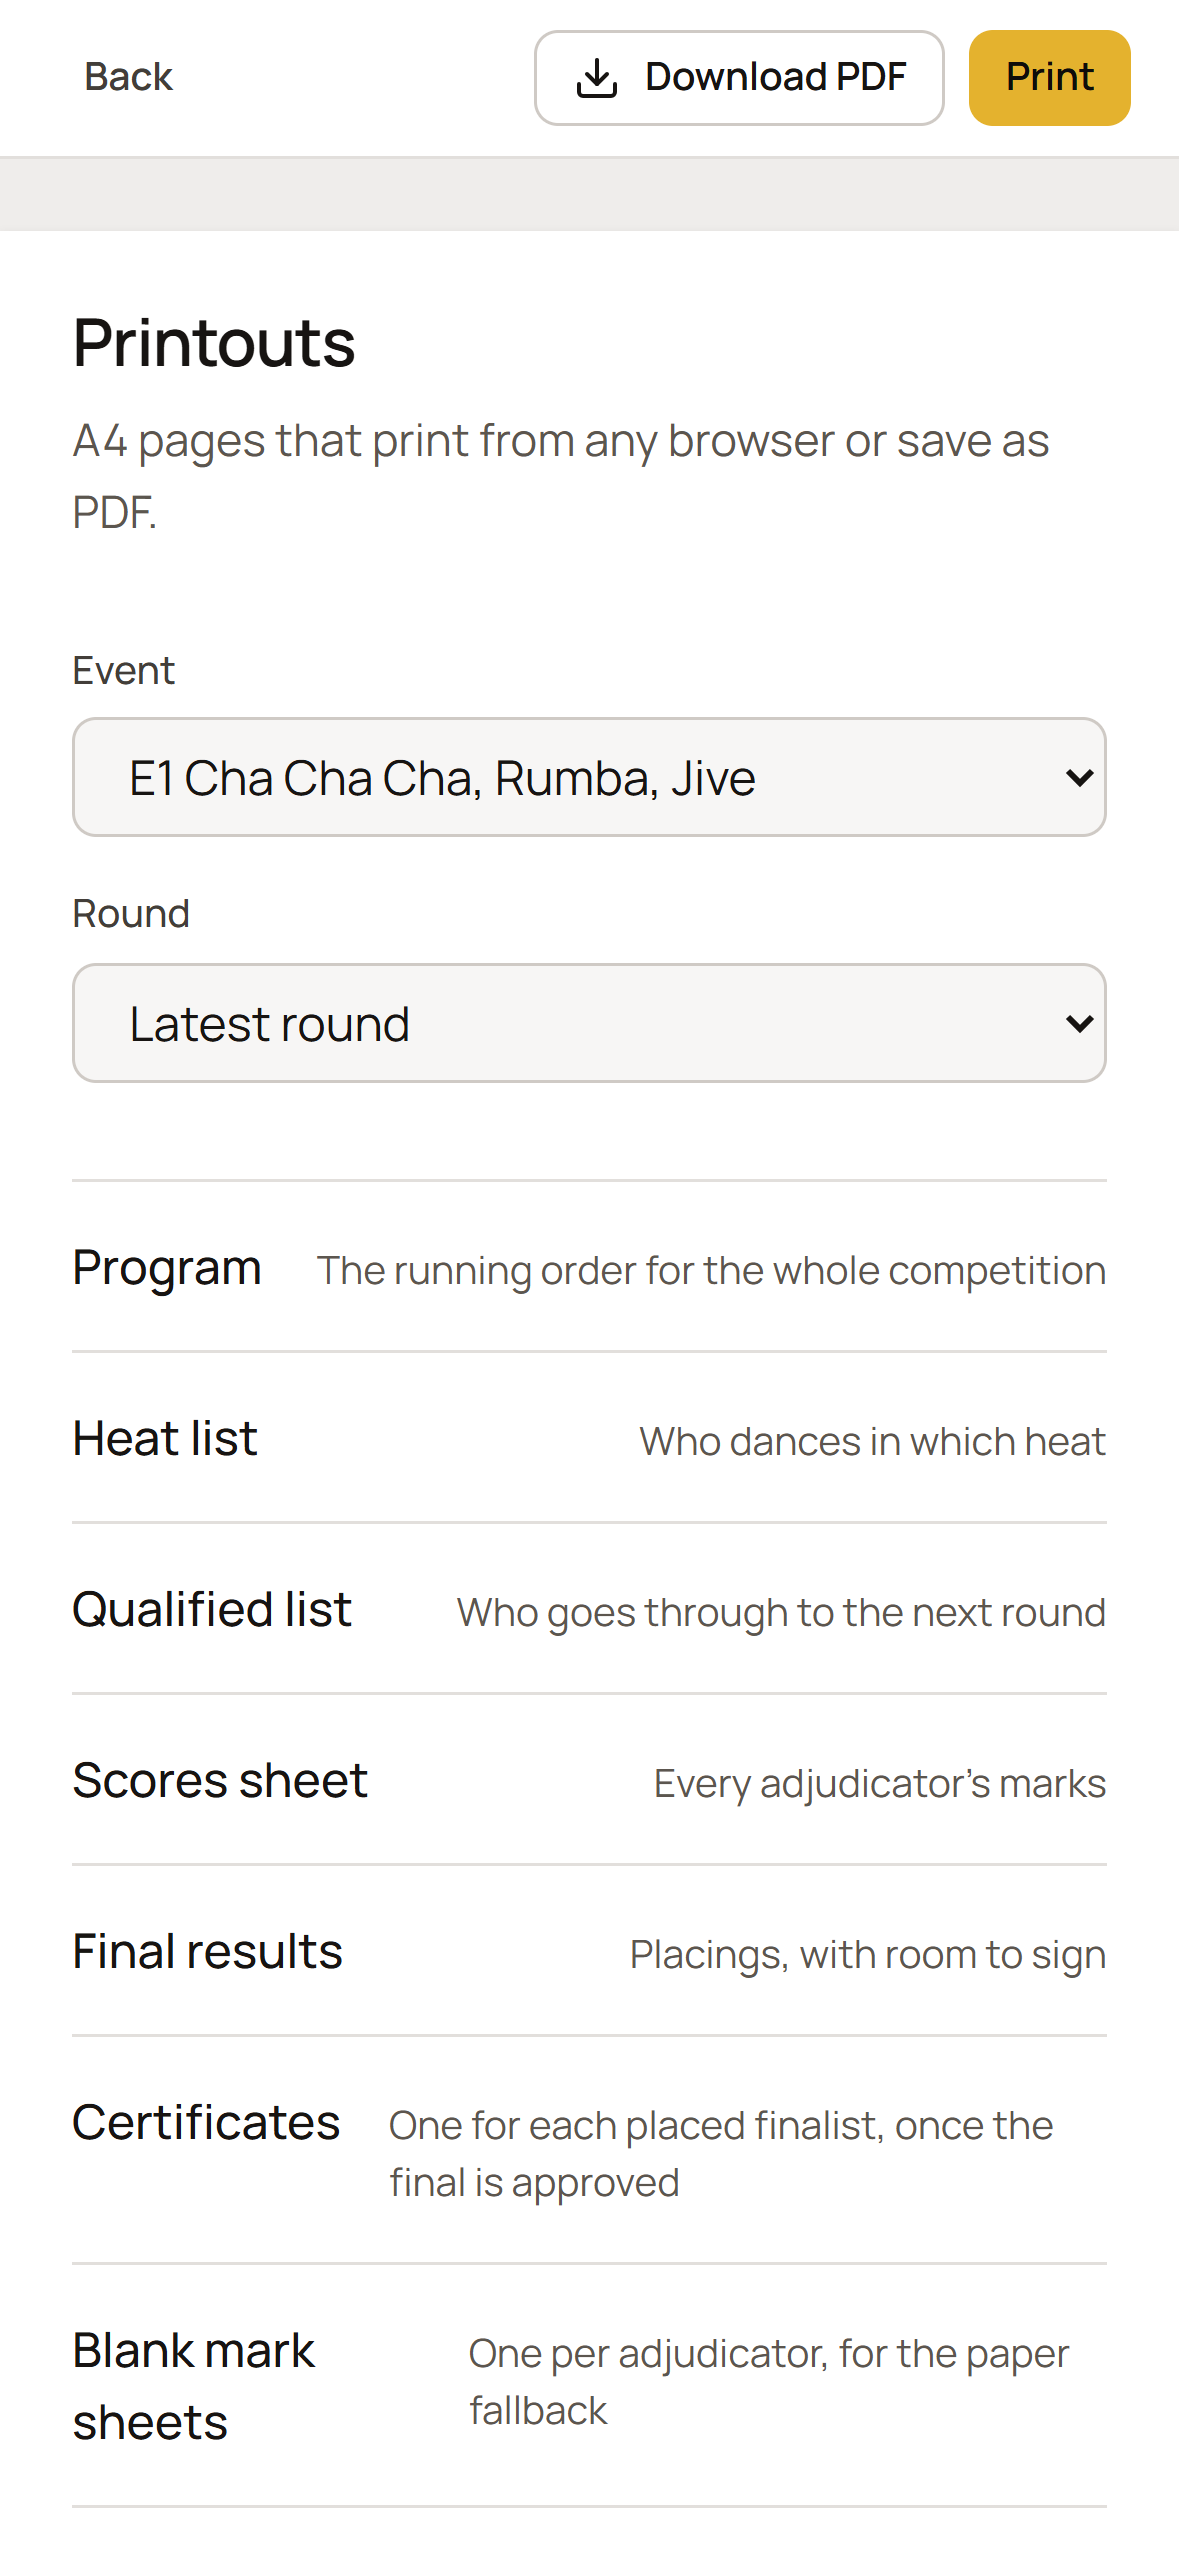 Back
Download PDF
Print
Printouts
A4 pages that print from any browser or save as
PDF.
Event
E1 Cha Cha Cha, Rumba, Jive
Round
Latest round
Program
The running order for the whole competition
Heat list
Who dances in which heat
Qualified list
Who goes through to the next round
Scores sheet
Every adjudicator’s marks
Final results
Placings, with room to sign
Certificates
One for each placed finalist, once the
final is approved
Blank mark
sheets
One per adjudicator, for the paper
fallback